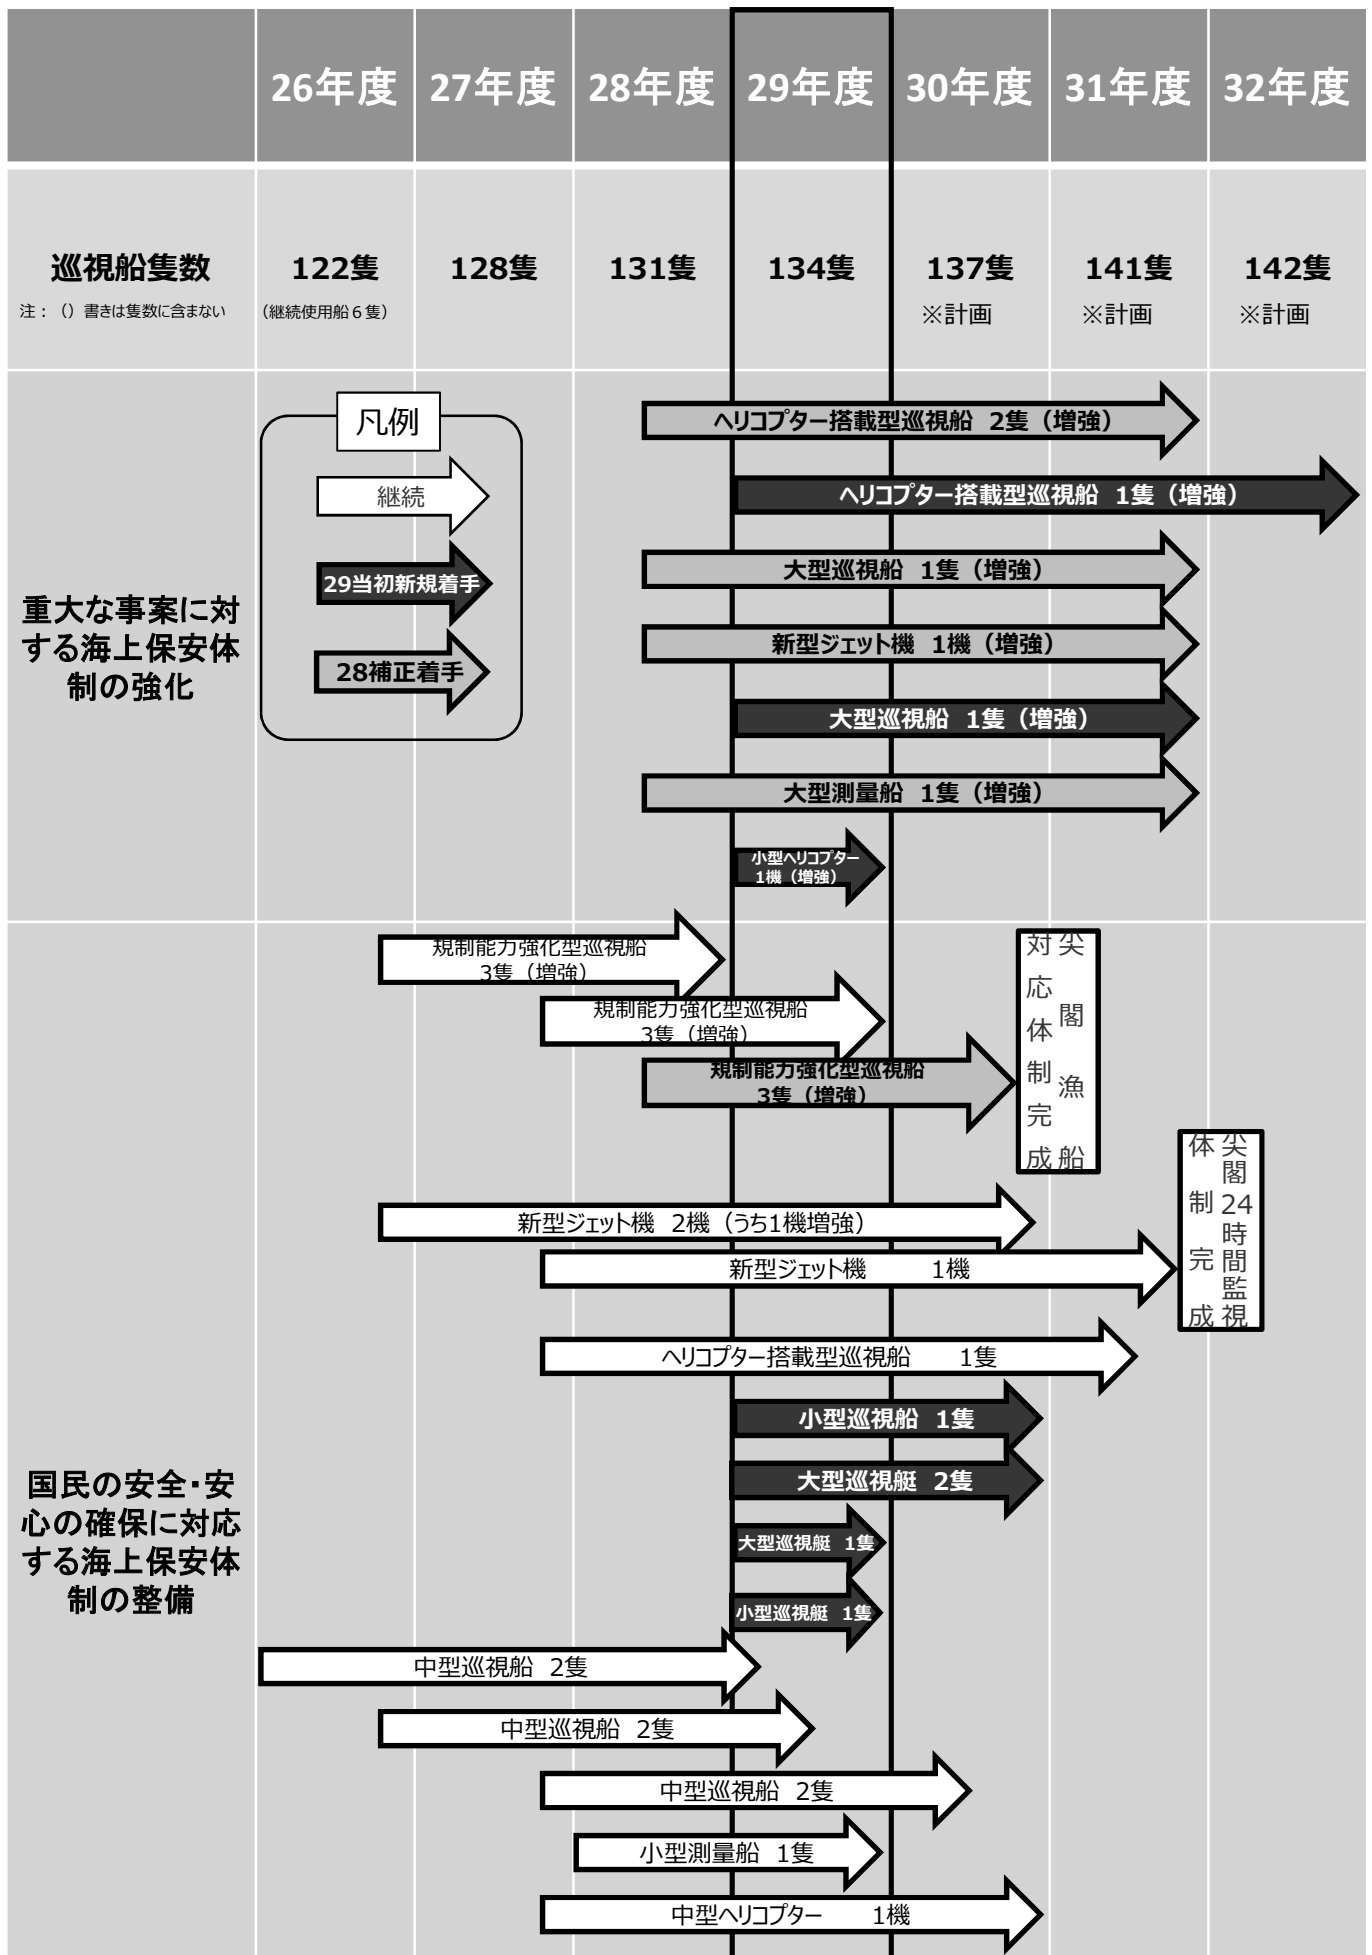 26年度 27年度 28年度 29年度 30年度 31年度 32年度
巡視船隻数 122隻 128隻 131隻 134隻 137隻 141隻 142隻
注：（）書きは隻数に含まない （継続使用船６隻） ※計画 ※計画 ※計画
重大な事案に対
する海上保安体
制の強化
凡例
継続
29当初新規着手
28補正着手
ヘリコプター搭載型巡視船 2隻（増強）
ヘリコプター搭載型巡視船 1隻（増強）
大型巡視船 1隻（増強）
新型ジェット機 1機（増強）
大型巡視船 1隻（増強）
大型測量船 1隻（増強）
小型ヘリコプター
1機（増強）
国民の安全・安
心の確保に対応
する海上保安体
制の整備
規制能力強化型巡視船
3隻（増強）
規制能力強化型巡視船
3隻（増強）
規制能力強化型巡視船
3隻（増強）
尖閣漁船
対応体制完成
新型ジェット機 2機（うち1機増強）
新型ジェット機 1機
尖閣24時間監視
体制完成
ヘリコプター搭載型巡視船 1隻
小型巡視船 1隻
大型巡視艇 2隻
大型巡視艇 1隻
小型巡視艇 1隻
中型巡視船 2隻
中型巡視船 2隻
中型巡視船 2隻
小型測量船 1隻
中型ヘリコプター 1機